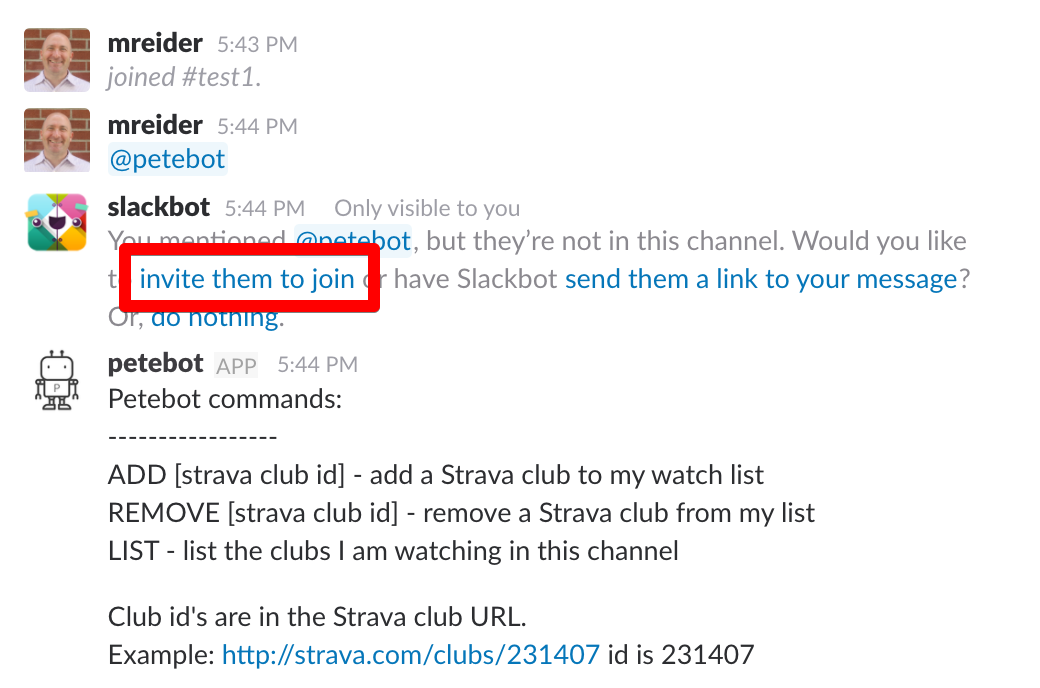 mreider 5:43 PM
joined #test1.
mreider 5:44 PM
@petebot
slackbot 5:44 PM Only visible to you
You mentioned @petebot, but they’re not in this channel. Would you like
to invite them to join or have Slackbot send them a link to your message?
Or, do nothing.
petebot APP 5:44 PM
P
Petebot commands:
-----------------
ADD [strava club id] - add a Strava club to my watch list
REMOVE [strava club id] - remove a Strava club from my list
LIST - list the clubs I am watching in this channel
Club id's are in the Strava club URL.
Example: http://strava.com/clubs/231407 id is 231407